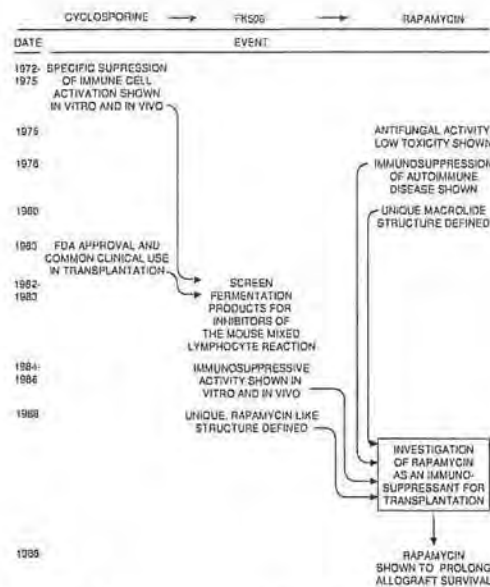 CYCLOSPORINE FK506 RAPAMYCIN
DATE EVENT
1972- SPECIFIC SUPRESSION
1975 OF IMMUNE CELL
ACTIVATION SHOWN
IN VITRO AND IN VIVO
1975 ANTIFUNGAL ACTIVITY
LOW TOXICITY SHOWN
IMMUNOSUPPRESSION
OF AUTOIMMUNE
DISEASE SHOWN
1980 UNIQUE MACROLIDE
STRUCTURE DEFINED
1983 FDA APPROVAL AND
COMMON CLINICAL USE
IN TRANSPLANTATION
1982- SCREEN
1983 FERMENTATION
PRODUCTS FOR
INHIBITORS OF
THE MOUSE MIXED
LYMPHOCYTE REACTION
1984- IMMUNOSUPPRESSIVE
1986 ACTIVITY SHOWN IN
VITRO AND IN VIVO
1988 UNIQUE, RAPAMYCIN LIKE
STRUCTURE DEFINED
INVESTIGATION
OF RAPAMYCIN
AS AN IMMUNO-
SUPPRESSANT FOR
TRANSPLANTATION
RAPAMYCIN
SHOWN TO PROLONG
ALLOGRAFT SURVIVAL